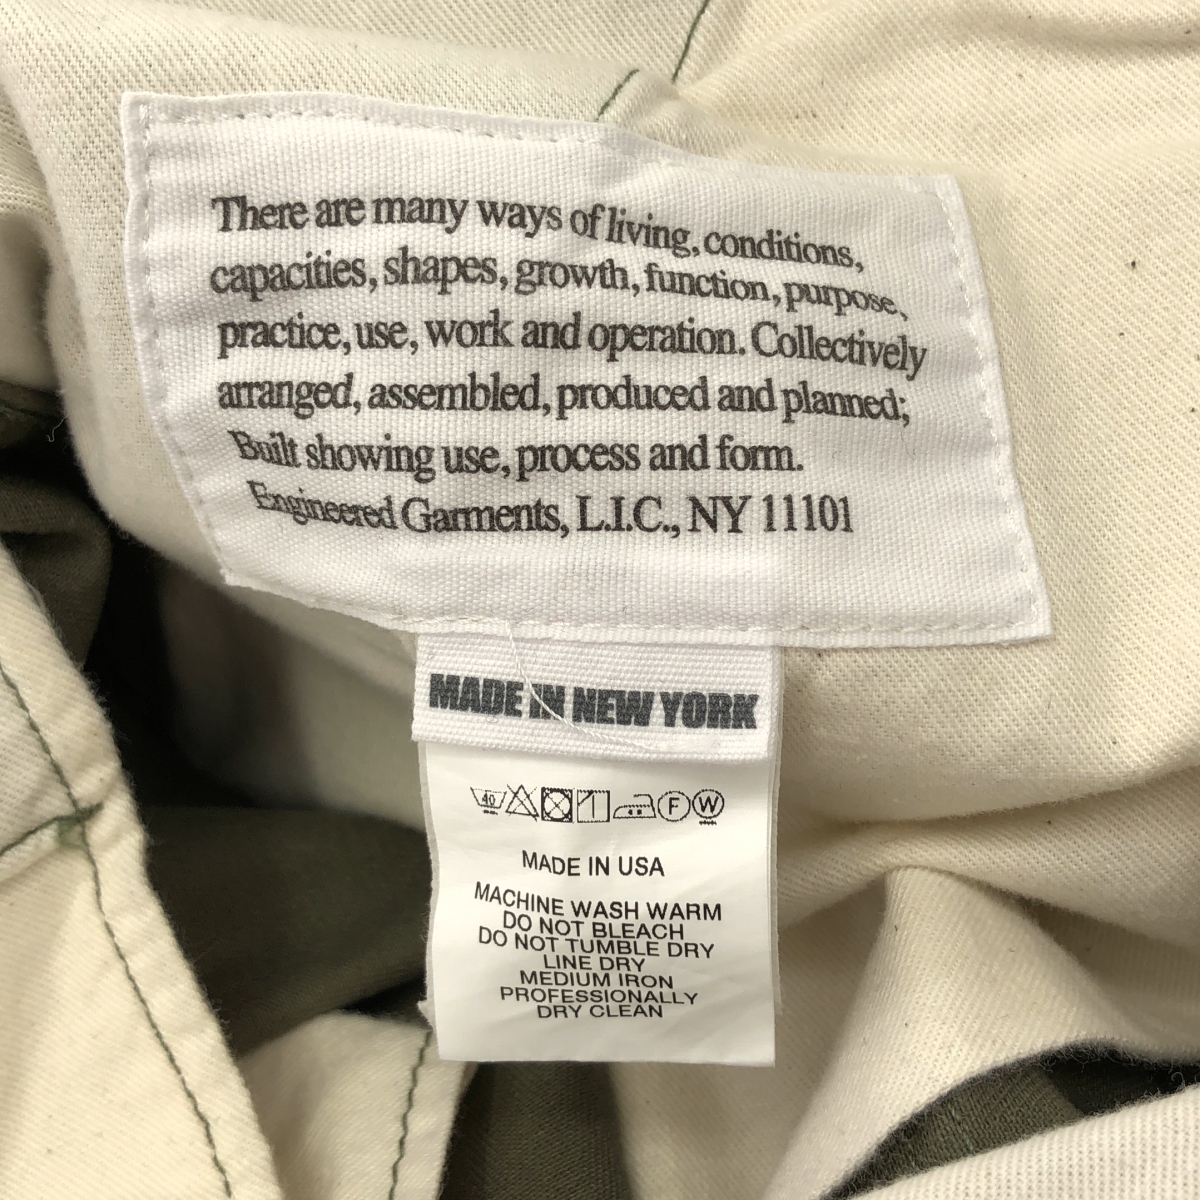 There are many ways of living, conditions,
capacities, shapes, growth, function, purpose,
practice, use, work and operation. Collectively
arranged, assembled, produced and planned;
Built showing use, process and form.
Engineered Garments, L.I.C., NY 11101
MADE IN NEW YORK
40 F W
MADE IN USA
MACHINE WASH WARM
DO NOT BLEACH
DO NOT TUMBLE DRY
LINE DRY
MEDIUM IRON
PROFESSIONALLY
DRY CLEAN